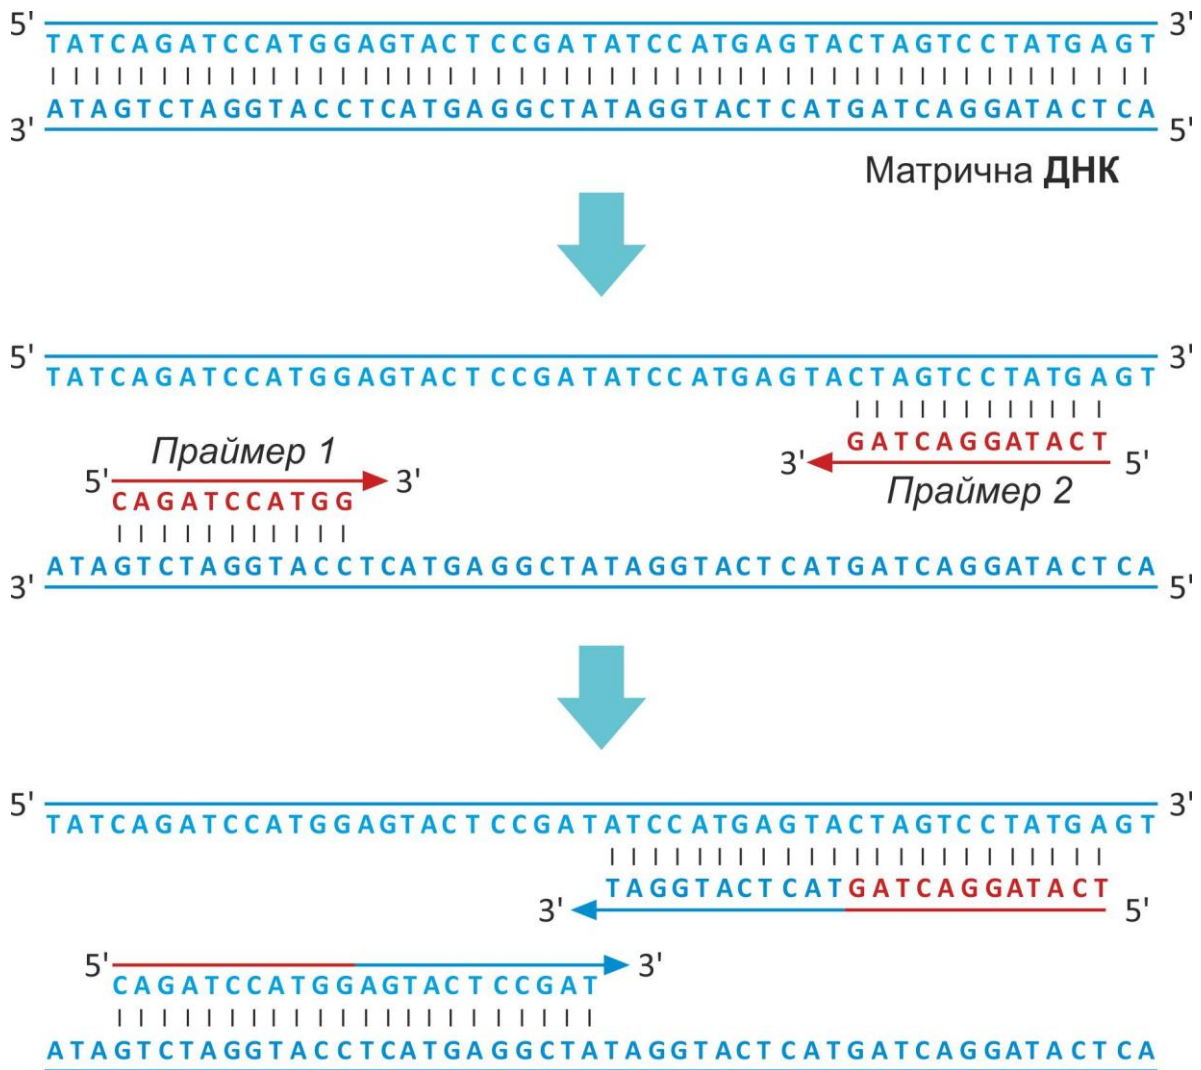 5' 3'
TATCAGATCCATGGAGTACTCCGATATCCATGAGTACTAGTCCTATGAGT
ATAGTCTAGGTACCTCATGAGGCTATAGGTACTCATGATCAGGATACTCA
3' 5'
Матрична ДНК
5' 3'
TATCAGATCCATGGAGTACTCCGATATCCATGAGTACTAGTCCTATGAGT
GATCAGGATACT
3' 5'
Праймер 2
Праймер 1
5' 3'
CAGATCCATGG
ATAGTCTAGGTACCTCATGAGGCTATAGGTACTCATGATCAGGATACTCA
3' 5'
5' 3'
TATCAGATCCATGGAGTACTCCGATATCCATGAGTACTAGTCCTATGAGT
TAGGTACTCATGATCAGGATACT
3' 5'
5' 3'
CAGATCCATGGAGTACTCCGAT
ATAGTCTAGGTACCTCATGAGGCTATAGGTACTCATGATCAGGATACTCA